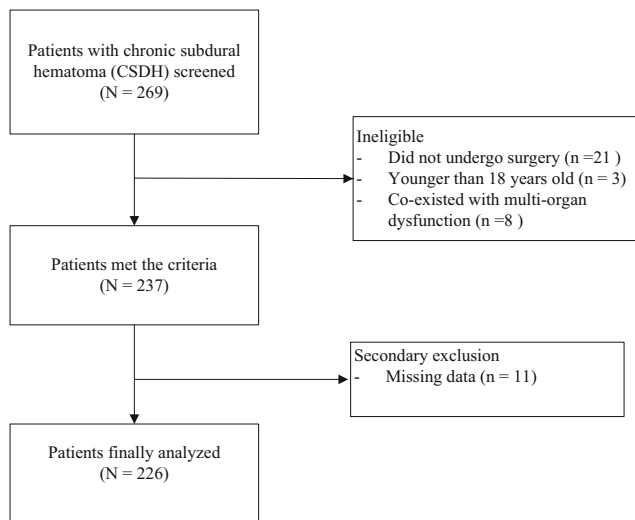 Patients with chronic subdural
hematoma (CSDH) screened
(N = 269)
Ineligible
- Did not undergo surgery (n =21 )
- Younger than 18 years old (n = 3)
- Co-existed with multi-organ
dysfunction (n =8 )
Patients met the criteria
(N = 237)
Secondary exclusion
- Missing data (n = 11)
Patients finally analyzed
(N = 226)